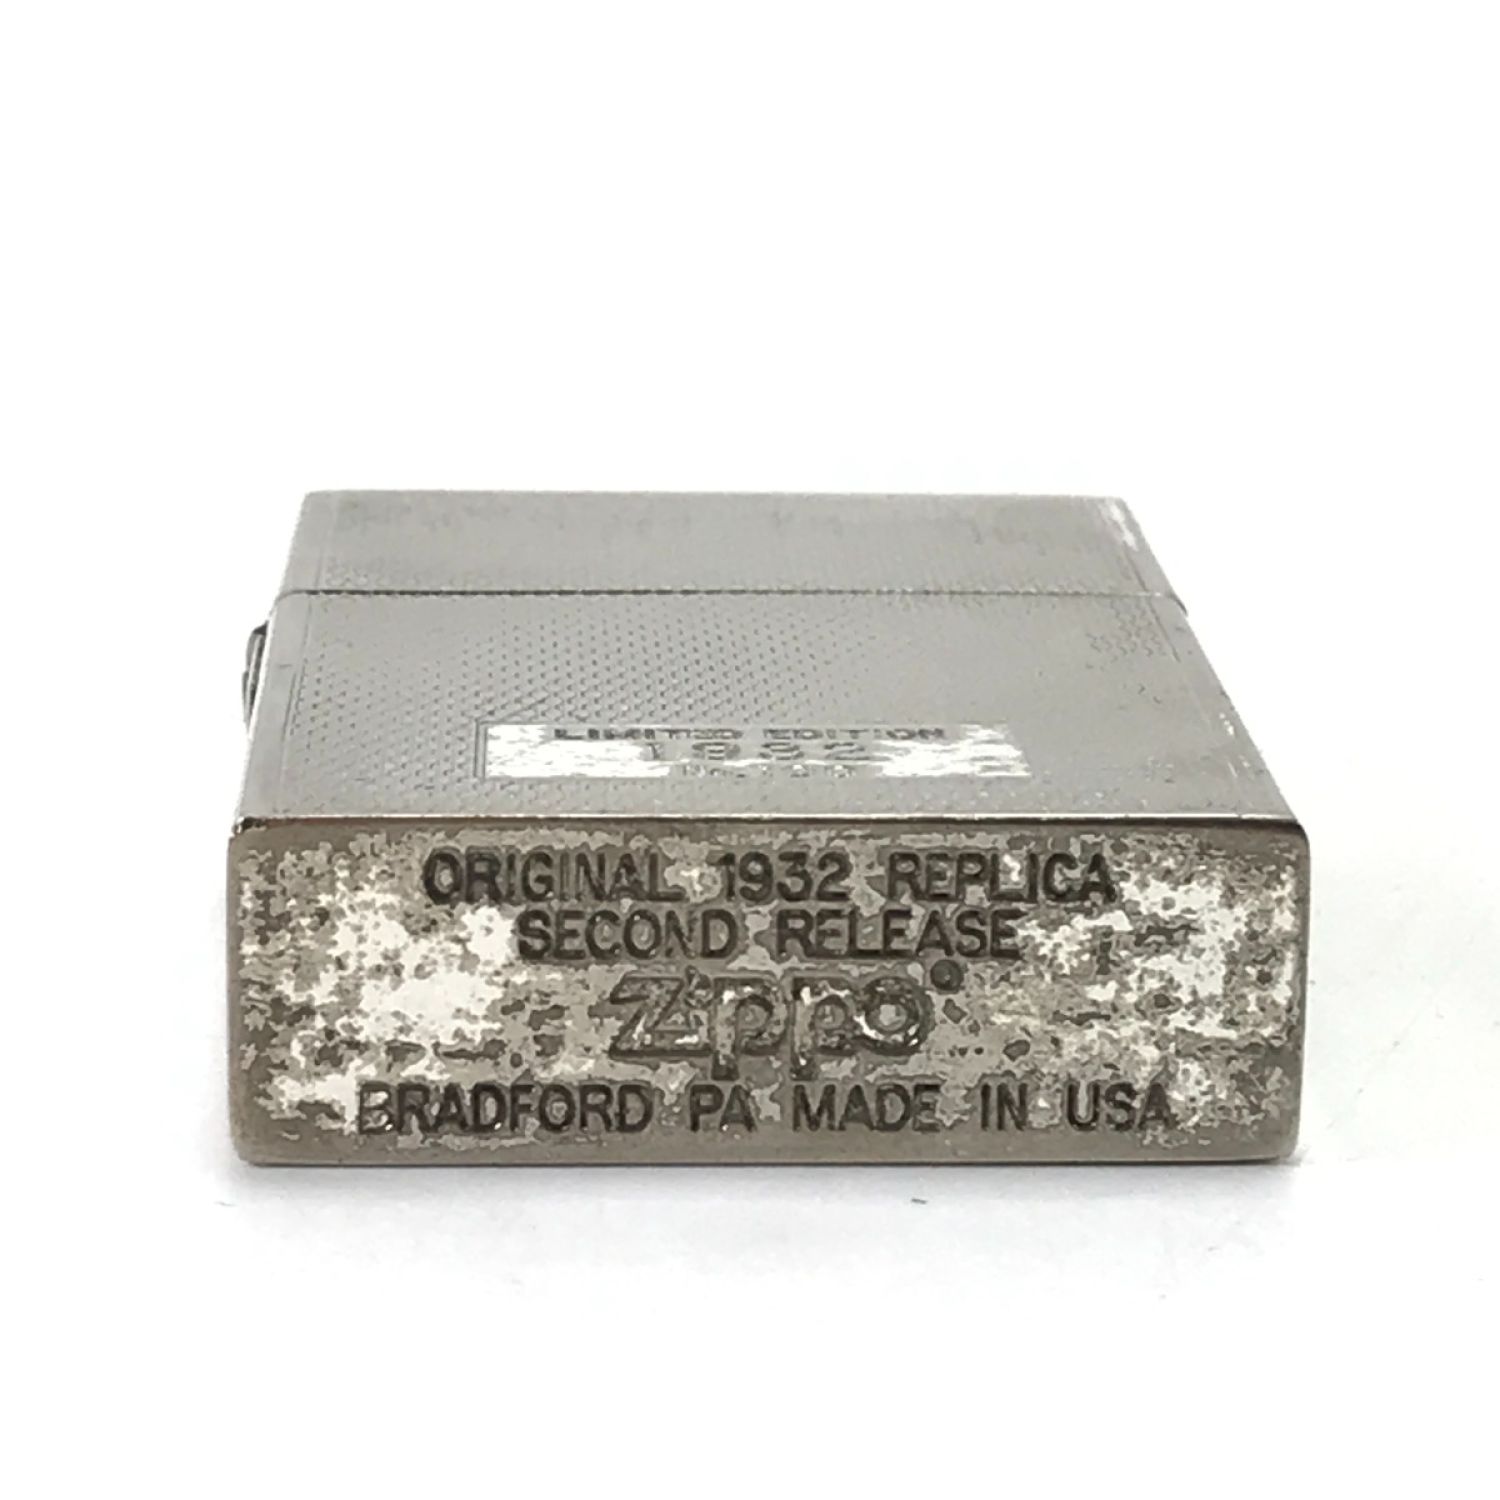 LIMITED EDITION
1932
ORIGINAL 1932 REPLICA
SECOND RELEASE
Zippo®
BRADFORD PA MADE IN USA